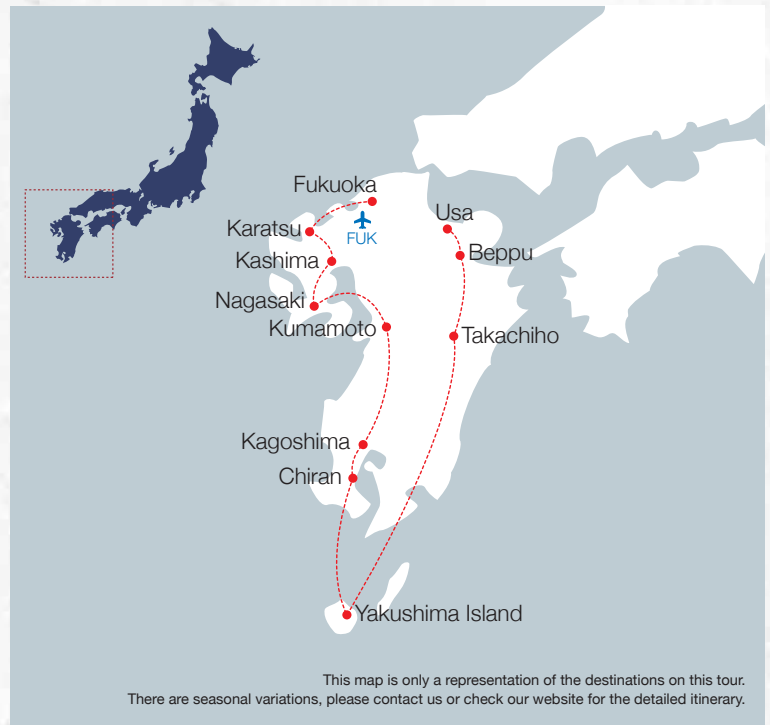 Fukuoka
Usa
Karatsu
FUK
Beppu
Kashima
Nagasaki
Kumamoto
Takachiho
Kagoshima
Chiran
Yakushima Island
This map is only a representation of the destinations on this tour.
There are seasonal variations, please contact us or check our website for the detailed itinerary.